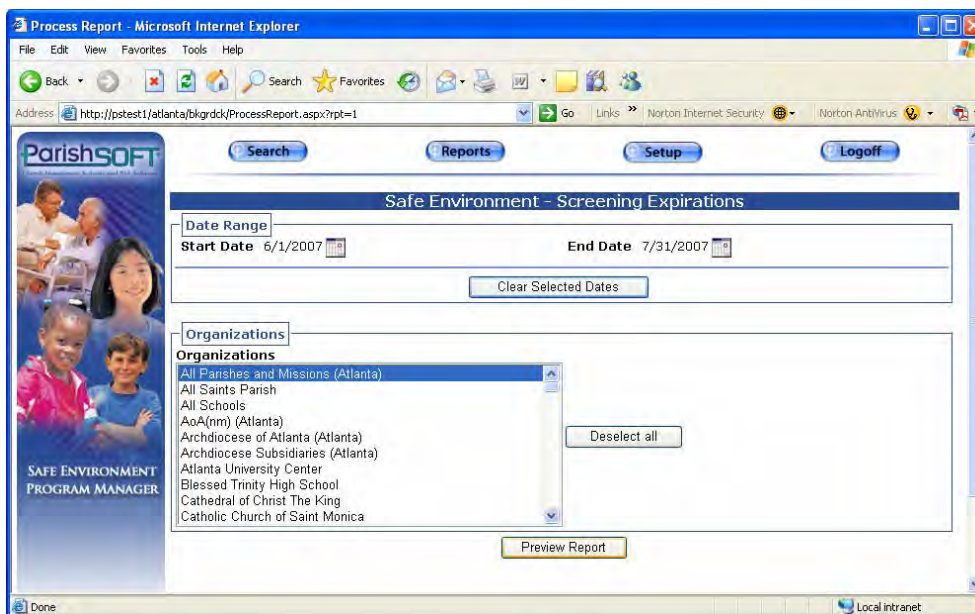 Process Report - Microsoft Internet Explorer
File Edit View Favorites Tools Help
Back Search Favorites
Address http://pstest1/atlanta/bkgrdck/ProcessReport.aspx?rpt=1 Go Links » Norton Internet Security Norton AntiVirus
ParishSOFT
Search Reports Setup Logoff
Safe Environment - Screening Expirations
Date Range
Start Date 6/1/2007 End Date 7/31/2007
Clear Selected Dates
Organizations
Organizations
All Parishes and Missions (Atlanta)
All Saints Parish
All Schools
AoA(nm) (Atlanta)
Archdiocese of Atlanta (Atlanta)
Archdiocese Subsidiaries (Atlanta)
Atlanta University Center
Blessed Trinity High School
Cathedral of Christ The King
Catholic Church of Saint Monica
Deselect all
SAFE ENVIRONMENT
PROGRAM MANAGER
Preview Report
Done Local intranet